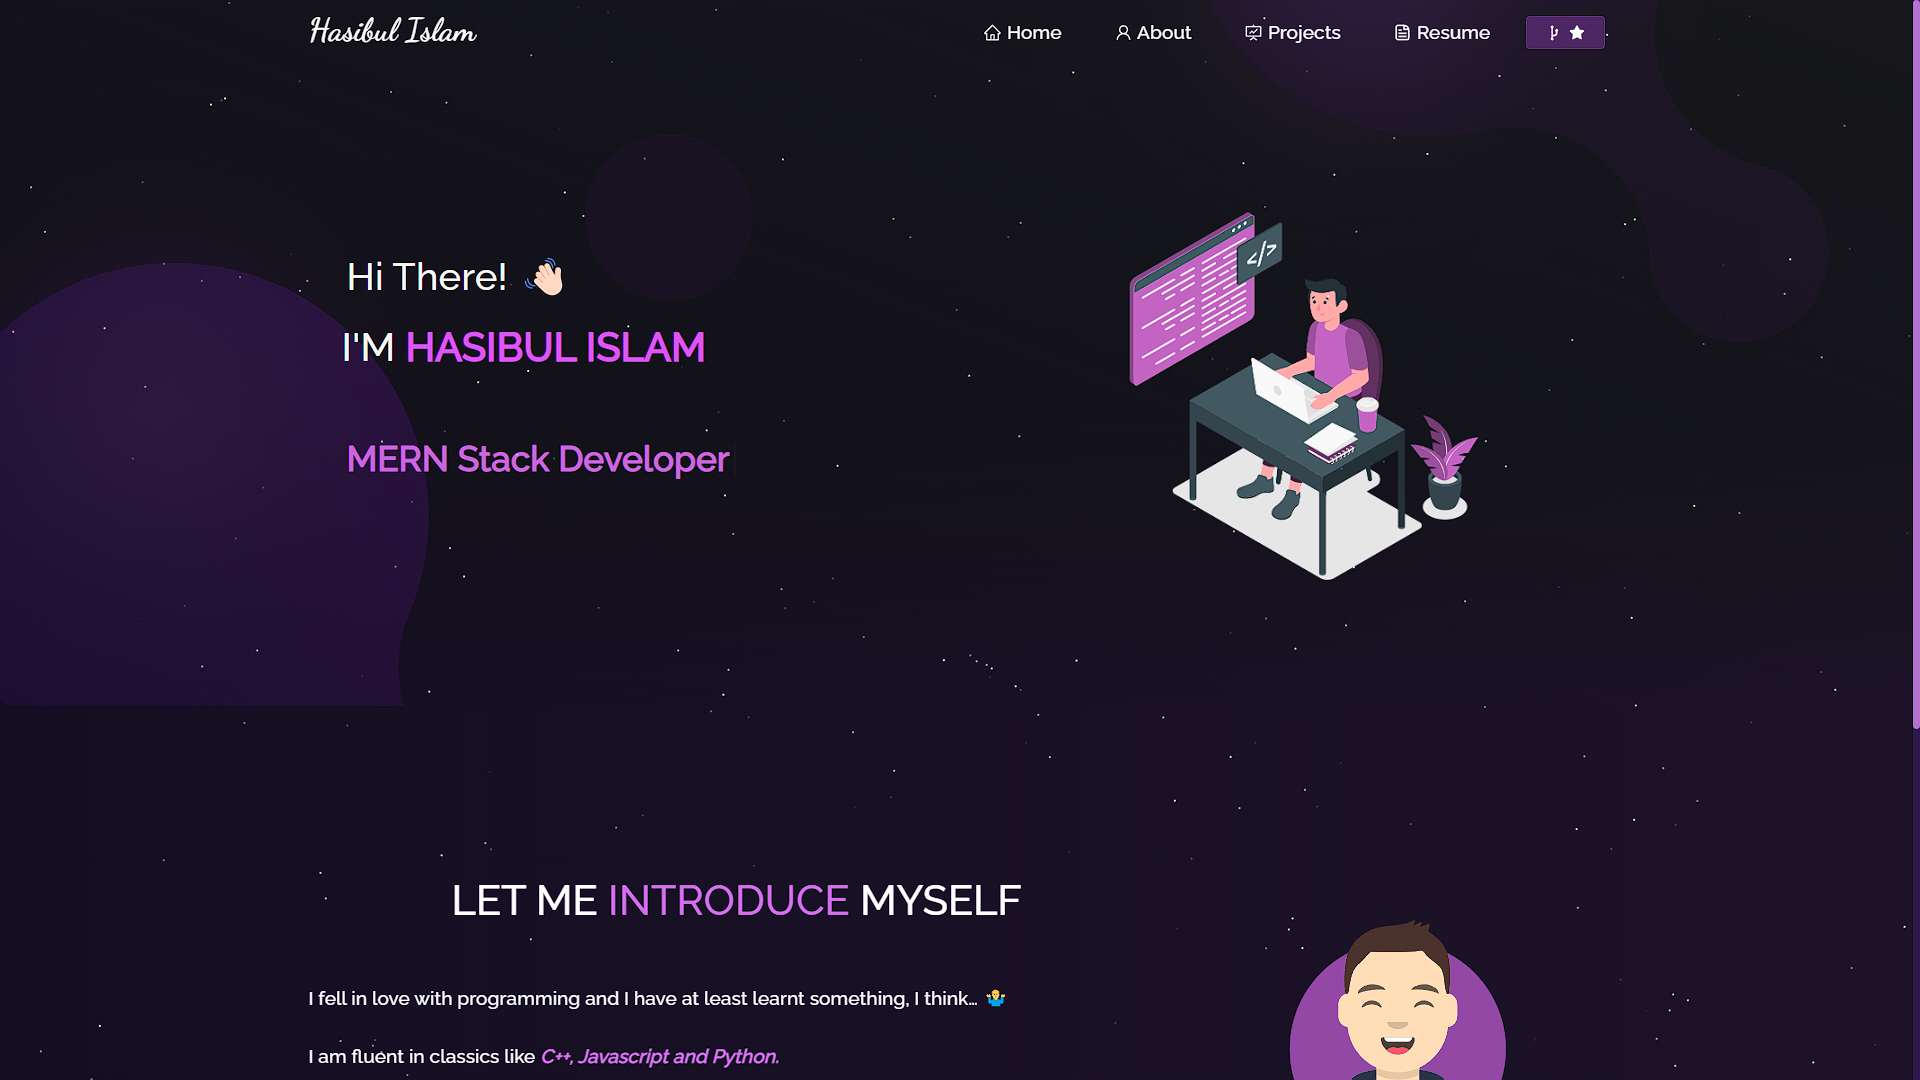 Hasibul Islam
Home
About
Projects
Resume
Hi There! 👋🏻
I'M HASIBUL ISLAM
MERN Stack Developer
</>
LET ME INTRODUCE MYSELF
I fell in love with programming and I have at least learnt something, I think… 🤷‍♂️
I am fluent in classics like C++, Javascript and Python.